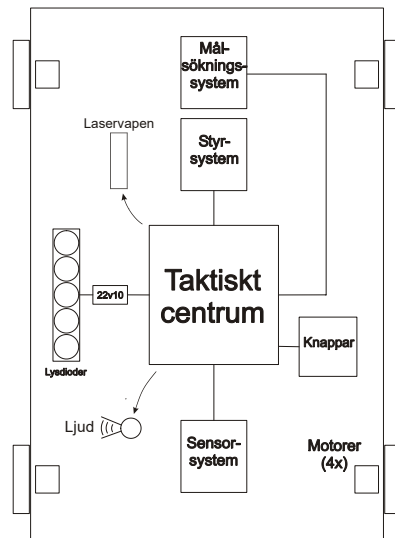 Mål-
söknings-
system
Laservapen
Styr-
system
Taktiskt
centrum
22v10
Lysdioder
Knappar
Ljud
Sensor-
system
Motorer
(4x)